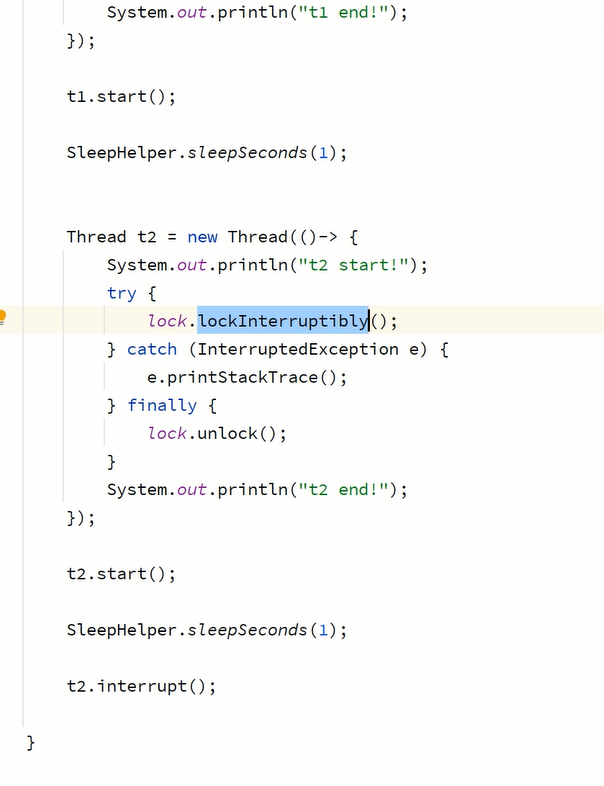 System.out.println("t1 end!");
});
t1.start();
SleepHelper.sleepSeconds(1);
Thread t2 = new Thread(()-> {
System.out.println("t2 start!");
try {
lock.lockInterruptibly();
} catch (InterruptedException e) {
e.printStackTrace();
} finally {
lock.unlock();
}
System.out.println("t2 end!");
});
t2.start();
SleepHelper.sleepSeconds(1);
t2.interrupt();
}